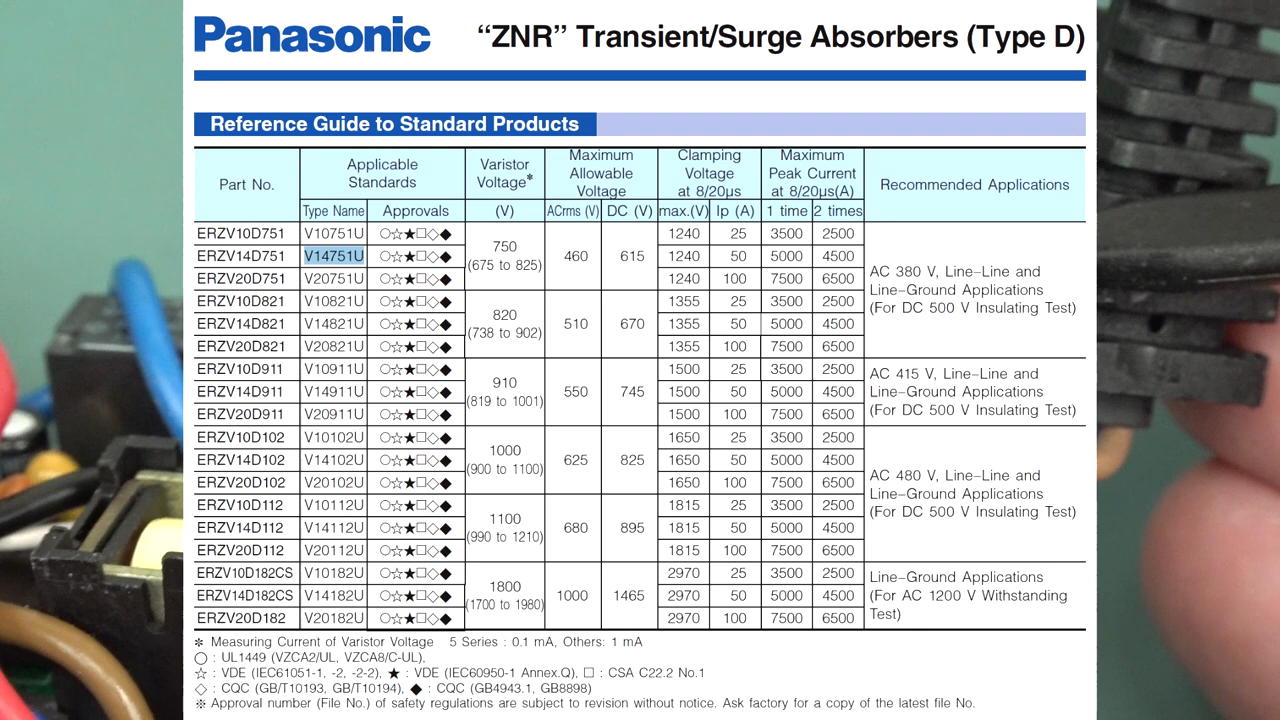 Panasonic
“ZNR” Transient/Surge Absorbers (Type D)
Reference Guide to Standard Products
Part No. Applicable Standards Varistor Voltage* Maximum Allowable Voltage Clamping Voltage at 8/20µs Maximum Peak Current at 8/20µs(A) Recommended Applications
Type Name Approvals (V) ACrms (V) DC (V) max.(V) Ip (A) 1 time 2 times
ERZV10D751 V10751U ○☆★□◇◆ 750 (675 to 825) 460 615 1240 25 3500 2500 AC 380 V, Line–Line and Line–Ground Applications (For DC 500 V Insulating Test)
ERZV14D751 V14751U ○☆★□◇◆ 1240 50 5000 4500
ERZV20D751 V20751U ○☆★□◇◆ 1240 100 7500 6500
ERZV10D821 V10821U ○☆★□◇◆ 820 (738 to 902) 510 670 1355 25 3500 2500
ERZV14D821 V14821U ○☆★□◇◆ 1355 50 5000 4500
ERZV20D821 V20821U ○☆★□◇◆ 1355 100 7500 6500
ERZV10D911 V10911U ○☆★□◇◆ 910 (819 to 1001) 550 745 1500 25 3500 2500 AC 415 V, Line–Line and Line–Ground Applications (For DC 500 V Insulating Test)
ERZV14D911 V14911U ○☆★□◇◆ 1500 50 5000 4500
ERZV20D911 V20911U ○☆★□◇◆ 1500 100 7500 6500
ERZV10D102 V10102U ○☆★□◇◆ 1000 (900 to 1100) 625 825 1650 25 3500 2500 AC 480 V, Line–Line and Line–Ground Applications (For DC 500 V Insulating Test)
ERZV14D102 V14102U ○☆★□◇◆ 1650 50 5000 4500
ERZV20D102 V20102U ○☆★□◇◆ 1650 100 7500 6500
ERZV10D112 V10112U ○☆★□◇◆ 1100 (990 to 1210) 680 895 1815 25 3500 2500
ERZV14D112 V14112U ○☆★□◇◆ 1815 50 5000 4500
ERZV20D112 V20112U ○☆★□◇◆ 1815 100 7500 6500
ERZV10D182CS V10182U ○☆★□◇◆ 1800 (1700 to 1980) 1000 1465 2970 25 3500 2500 Line–Ground Applications (For AC 1200 V Withstanding Test)
ERZV14D182CS V14182U ○☆★□◇◆ 2970 50 5000 4500
ERZV20D182 V20182U ○☆★□◇◆ 2970 100 7500 6500
* Measuring Current of Varistor Voltage 5 Series : 0.1 mA, Others: 1 mA
○ : UL1449 (VZCA2/UL, VZCA8/C-UL),
☆ : VDE (IEC61051-1, -2, -2-2), ★ : VDE (IEC60950-1 Annex.Q), □ : CSA C22.2 No.1
◇ : CQC (GB/T10193, GB/T10194), ◆ : CQC (GB4943.1, GB8898)
※ Approval number (File No.) of safety regulations are subject to revision without notice. Ask factory for a copy of the latest file No.